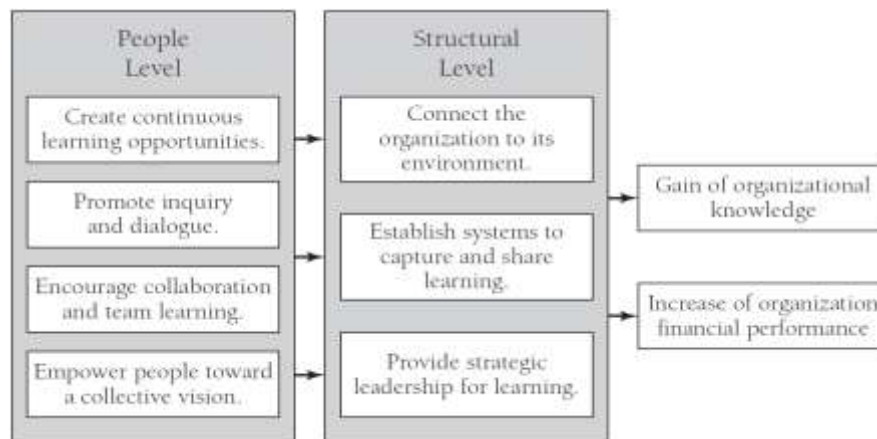 People
Level
Create continuous
learning opportunities.
Promote inquiry
and dialogue.
Encourage collaboration
and team learning.
Empower people toward
a collective vision.
Structural
Level
Connect the
organization to its
environment.
Establish systems to
capture and share
learning.
Provide strategic
leadership for learning.
Gain of organizational
knowledge
Increase of organization
financial performance